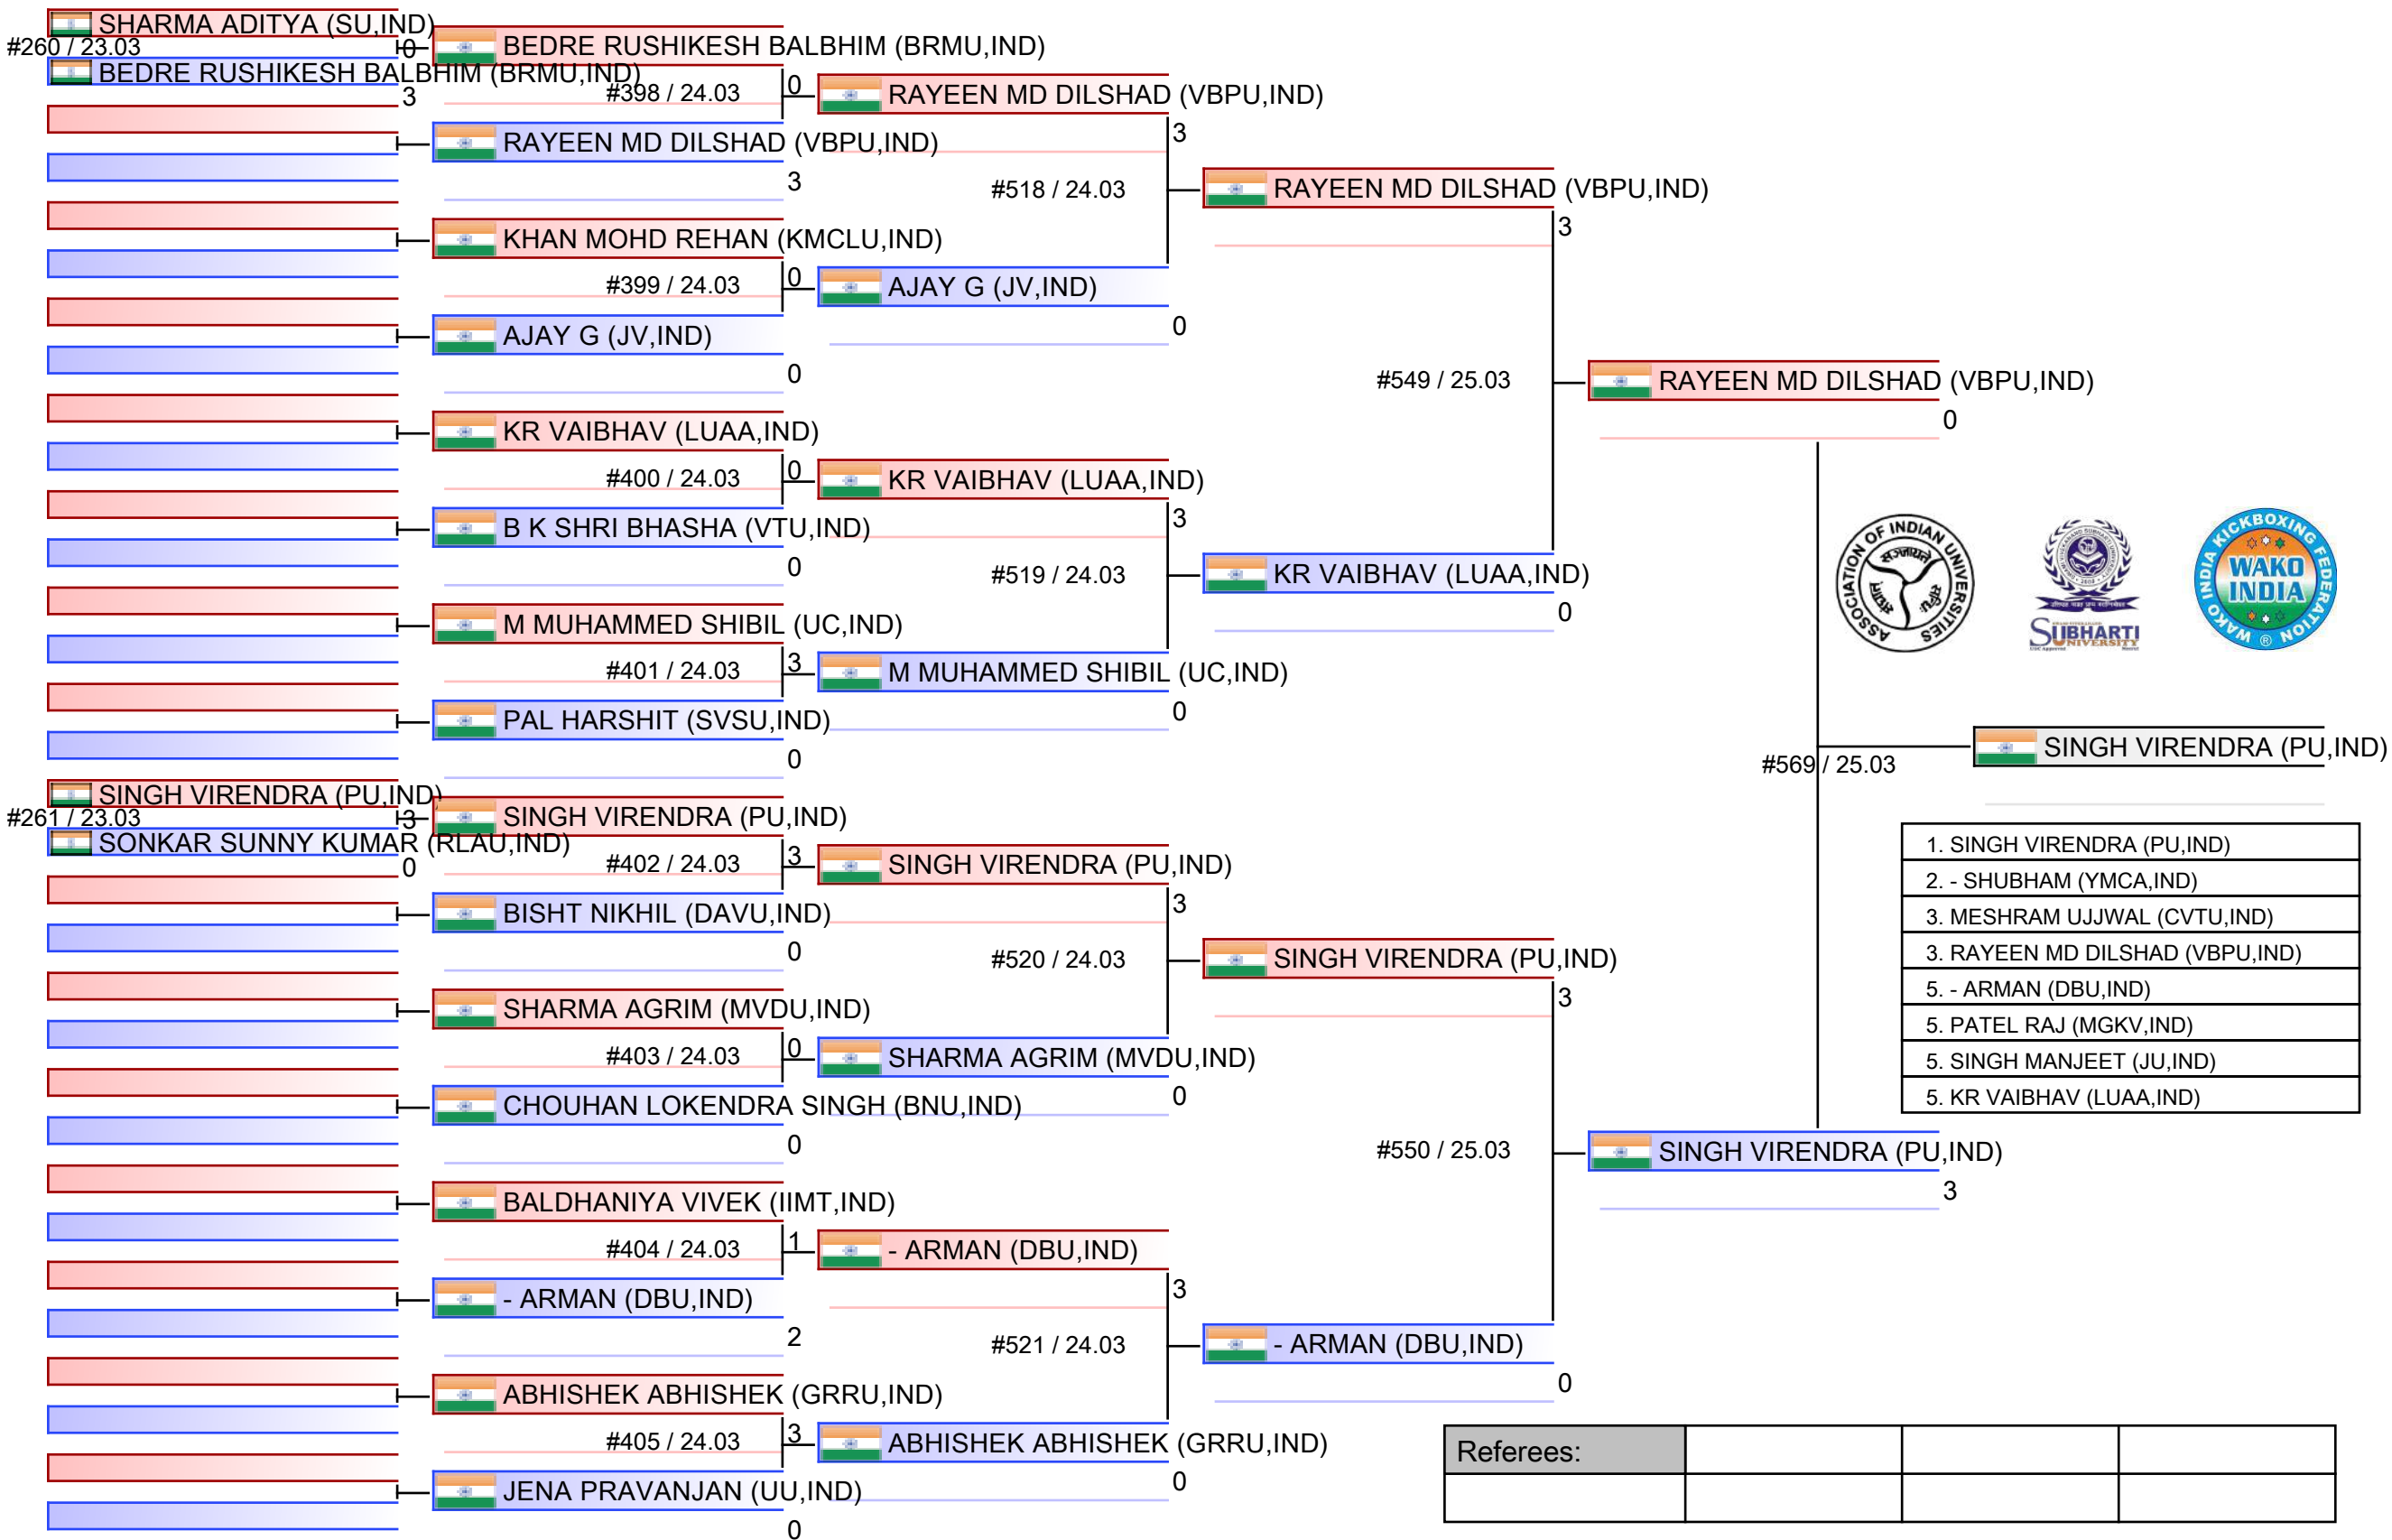 SHARMA ADITYA (SU,IND)
#260 / 23.03
0
BEDRE RUSHIKESH BALBHIM (BRMU,IND)
3
BEDRE RUSHIKESH BALBHIM (BRMU,IND)
#398 / 24.03
0
RAYEEN MD DILSHAD (VBPU,IND)
3
KHAN MOHD REHAN (KMCLU,IND)
#399 / 24.03
0
AJAY G (JV,IND)
0
KR VAIBHAV (LUAA,IND)
#400 / 24.03
0
B K SHRI BHASHA (VTU,IND)
0
M MUHAMMED SHIBIL (UC,IND)
#401 / 24.03
3
PAL HARSHIT (SVSU,IND)
0
SINGH VIRENDRA (PU,IND)
#261 / 23.03
3
SONKAR SUNNY KUMAR (RLAU,IND)
0
SINGH VIRENDRA (PU,IND)
#402 / 24.03
3
BISHT NIKHIL (DAVU,IND)
0
SHARMA AGRIM (MVDU,IND)
#403 / 24.03
0
CHOUHAN LOKENDRA SINGH (BNU,IND)
0
BALDHANIYA VIVEK (IIMT,IND)
#404 / 24.03
1
- ARMAN (DBU,IND)
2
ABHISHEK ABHISHEK (GRRU,IND)
#405 / 24.03
3
JENA PRAVANJAN (UU,IND)
0
RAYEEN MD DILSHAD (VBPU,IND)
3
#518 / 24.03
AJAY G (JV,IND)
0
KR VAIBHAV (LUAA,IND)
3
#519 / 24.03
M MUHAMMED SHIBIL (UC,IND)
0
SINGH VIRENDRA (PU,IND)
3
#520 / 24.03
SHARMA AGRIM (MVDU,IND)
0
- ARMAN (DBU,IND)
3
#521 / 24.03
ABHISHEK ABHISHEK (GRRU,IND)
0
RAYEEN MD DILSHAD (VBPU,IND)
3
#549 / 25.03
KR VAIBHAV (LUAA,IND)
0
SINGH VIRENDRA (PU,IND)
3
#550 / 25.03
- ARMAN (DBU,IND)
0
RAYEEN MD DILSHAD (VBPU,IND)
0
#569 / 25.03
SINGH VIRENDRA (PU,IND)
3
ASSOCIATION OF INDIAN UNIVERSITIES
SUBHARTI
UNIVERSITY
WAKO INDIA KICKBOXING FEDERATION
WAKO
INDIA
®
SINGH VIRENDRA (PU,IND)
1. SINGH VIRENDRA (PU,IND)
2. - SHUBHAM (YMCA,IND)
3. MESHRAM UJJWAL (CVTU,IND)
3. RAYEEN MD DILSHAD (VBPU,IND)
5. - ARMAN (DBU,IND)
5. PATEL RAJ (MGKV,IND)
5. SINGH MANJEET (JU,IND)
5. KR VAIBHAV (LUAA,IND)
Referees: